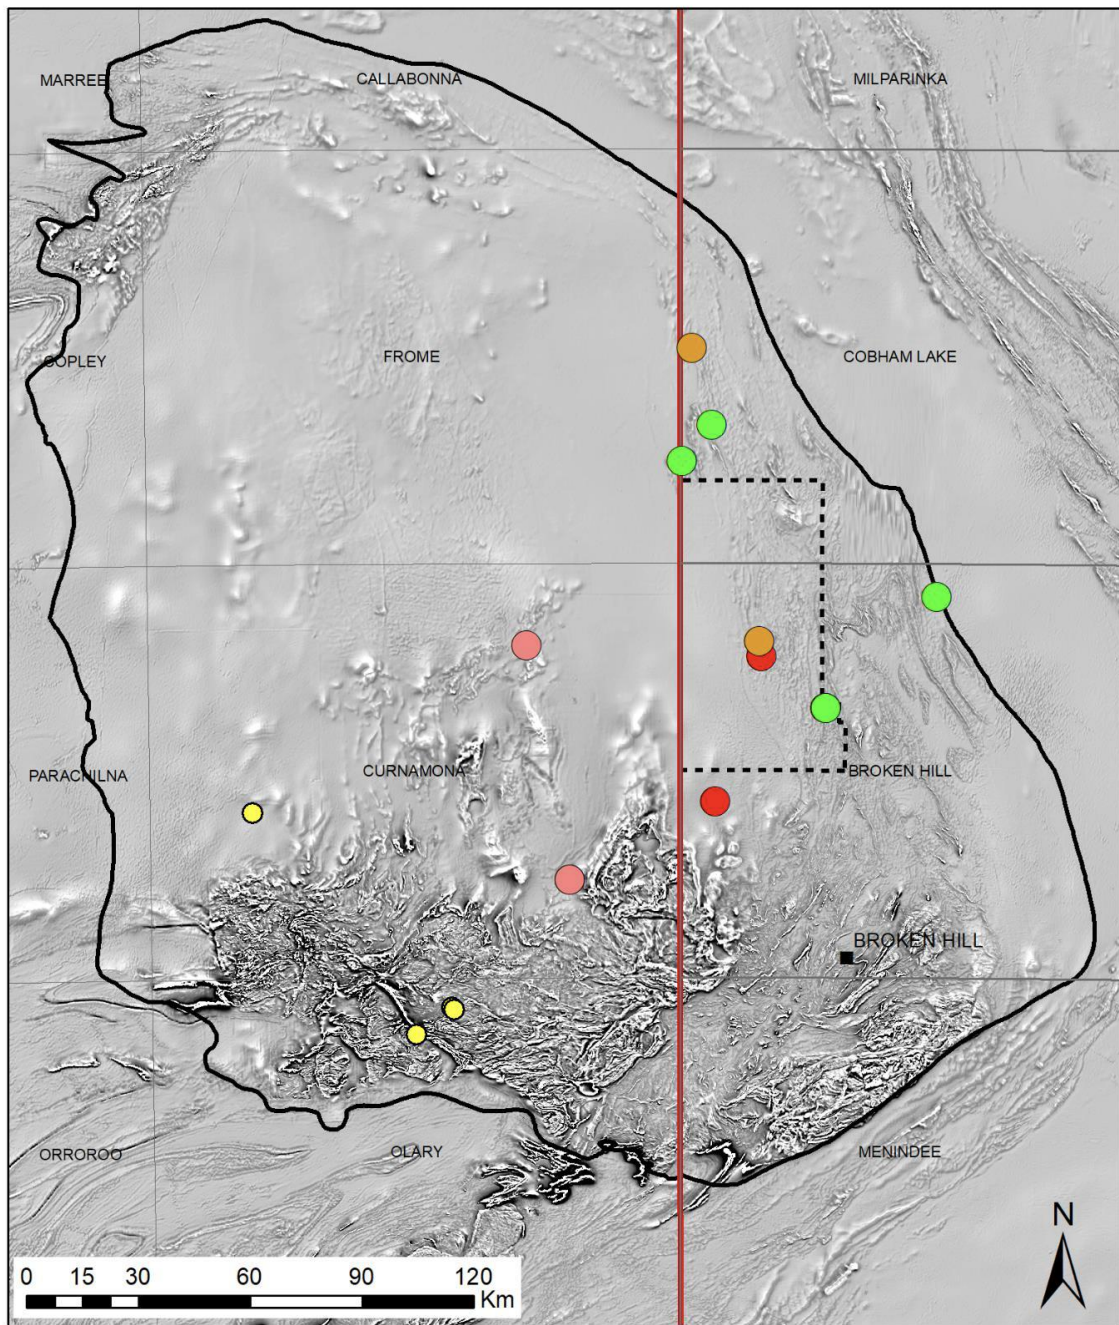 MARREE
CALLABONNA
MILPARINKA
COPLEY
FROME
COBHAM LAKE
PARACHILNA
CURNAMONA
BROKEN HILL
BROKEN HILL
ORROROO
OLARY
MENINDEE
N
0 15 30 60 90 120
Km